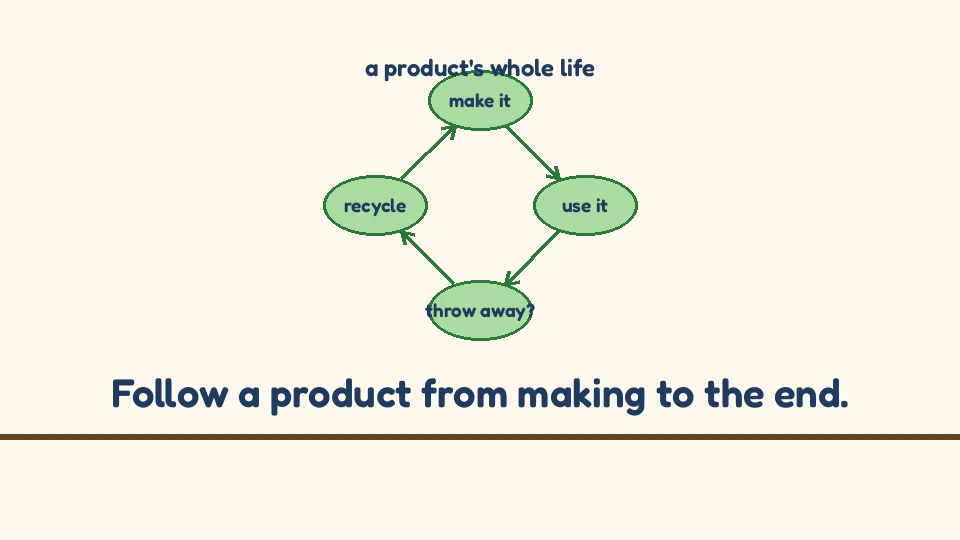 a product's whole life
make it
recycle
use it
throw away?
Follow a product from making to the end.